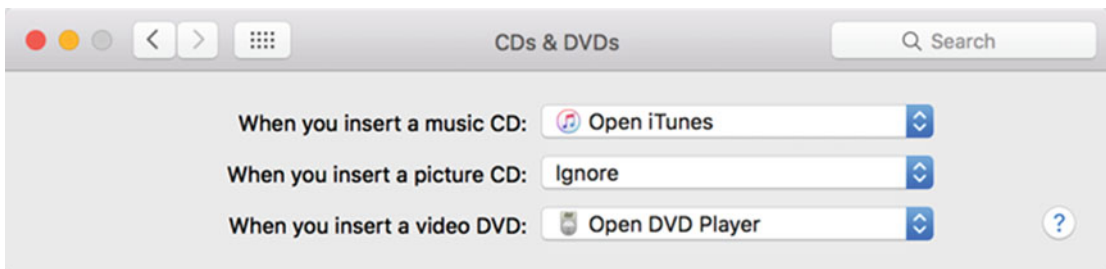 CDs & DVDs
Search
When you insert a music CD: Open iTunes
When you insert a picture CD: Ignore
When you insert a video DVD: Open DVD Player
?